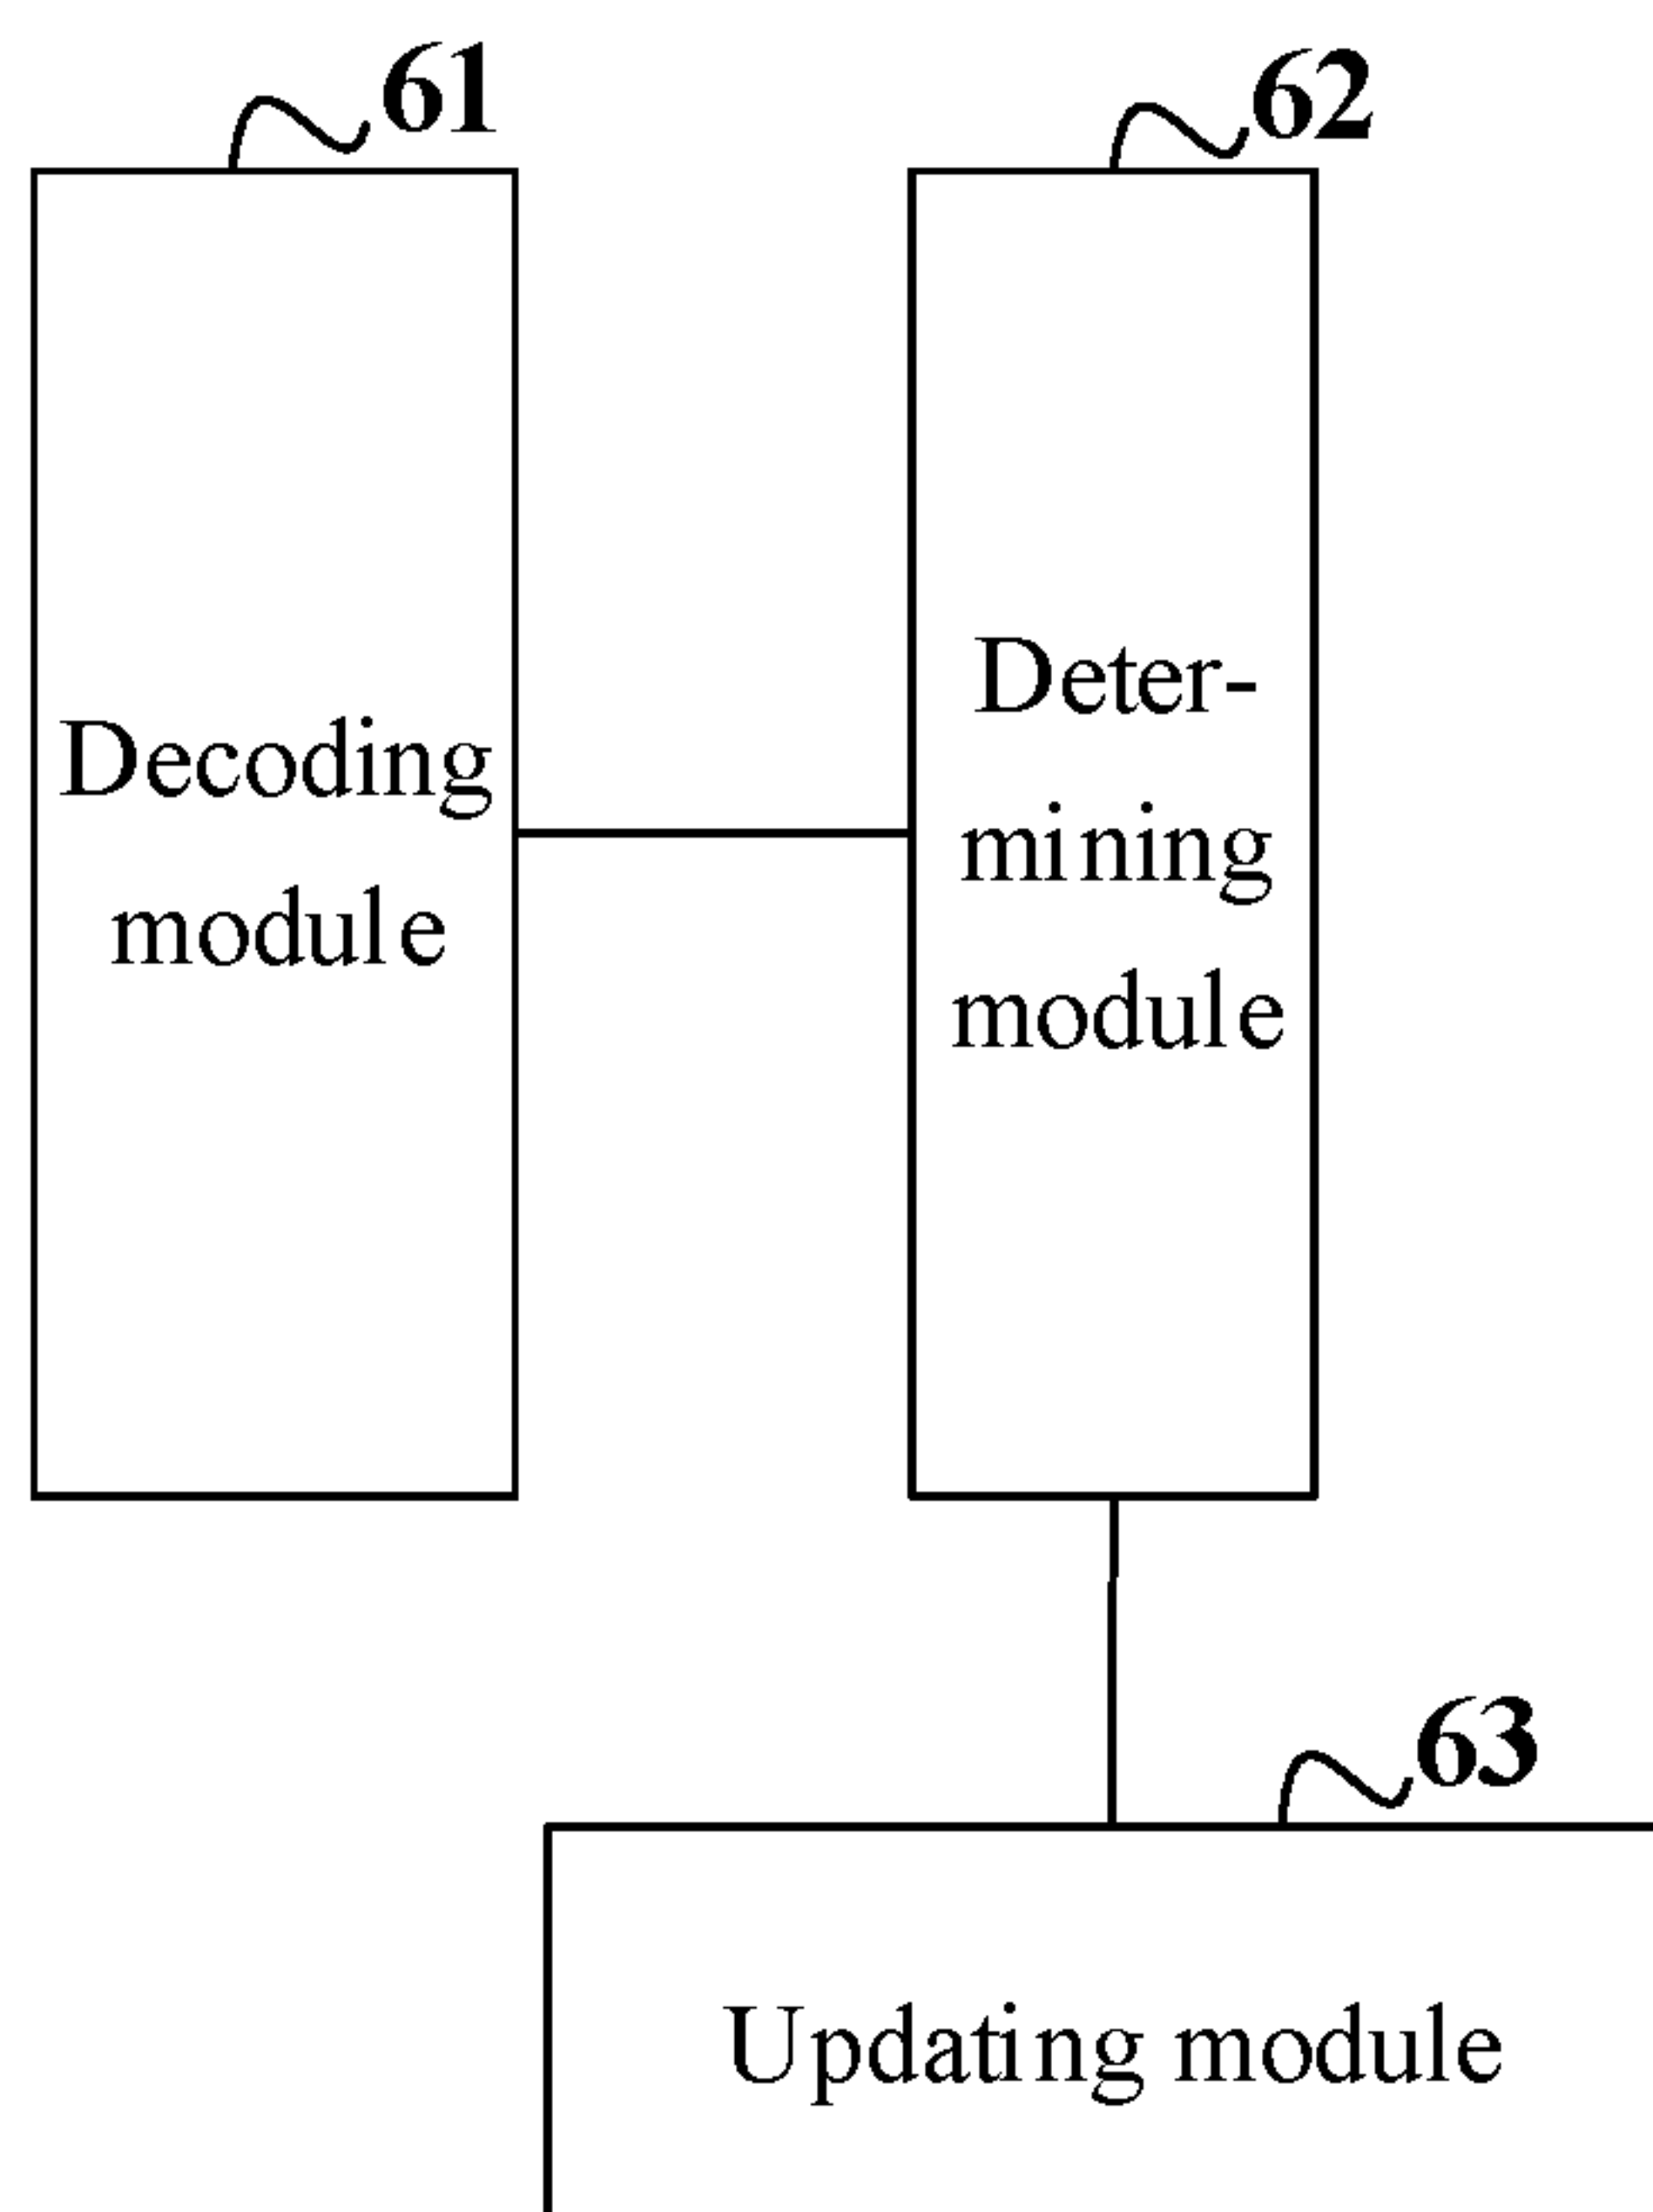 61
62
Decoding
module
Deter-
mining
module
63
Updating module